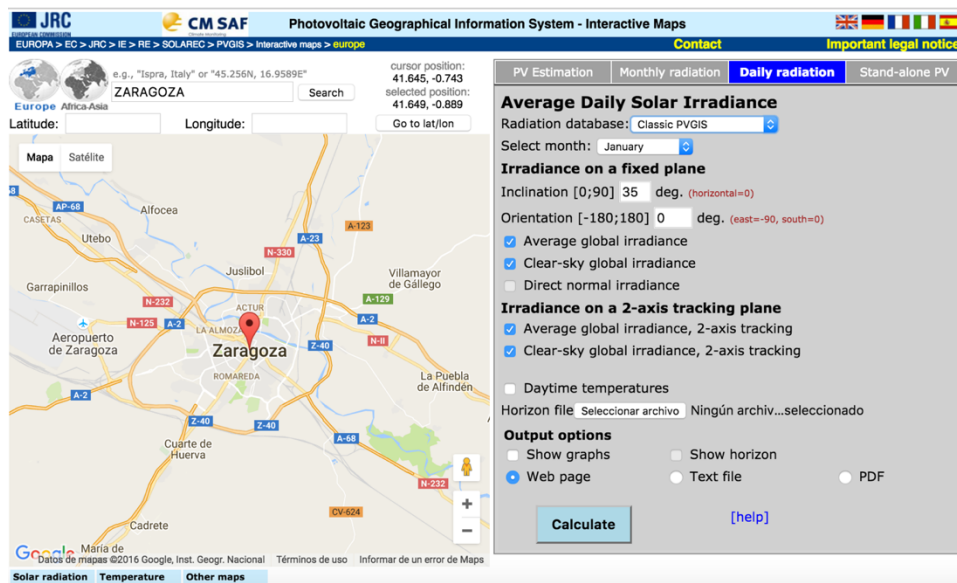 JRC
EUROPEAN COMMISSION
CM SAF
Climate Monitoring
Photovoltaic Geographical Information System - Interactive Maps
EUROPA > EC > JRC > IE > RE > SOLAREC > PVGIS > Interactive maps > europe
Contact
Important legal notice
Europe
Africa-Asia
e.g., "Ispra, Italy" or "45.256N, 16.9589E"
ZARAGOZA
Search
cursor position:
41.645, -0.743
selected position:
41.649, -0.889
Latitude:
Longitude:
Go to lat/lon
Mapa
Satélite
AP-68
CASETAS
Alfocea
Utebo
A-123
A-23
N-330
Juslibol
Garrapinillos
Villamayor
de Gállego
N-232
ACTUR
A-129
N-125
A-2
LA ALMOZA
A-2
Aeropuerto
de Zaragoza
Zaragoza
Z-40
N-II
ROMAREDA
La Puebla
de Alfindén
A-2
Z-40
Z-40
A-68
Cuarte de
Huerva
N-232
CV-624
Cadrete
María de
Google
Datos de mapas ©2016 Google, Inst. Geogr. Nacional
Términos de uso
Informar de un error de Maps
Solar radiation
Temperature
Other maps
PV Estimation
Monthly radiation
Daily radiation
Stand-alone PV
Average Daily Solar Irradiance
Radiation database: Classic PVGIS
Select month: January
Irradiance on a fixed plane
Inclination [0;90] 35 deg. (horizontal=0)
Orientation [-180;180] 0 deg. (east=-90, south=0)
Average global irradiance
Clear-sky global irradiance
Direct normal irradiance
Irradiance on a 2-axis tracking plane
Average global irradiance, 2-axis tracking
Clear-sky global irradiance, 2-axis tracking
Daytime temperatures
Horizon file Seleccionar archivo Ningún archiv...seleccionado
Output options
Show graphs
Show horizon
Web page
Text file
PDF
Calculate
[help]